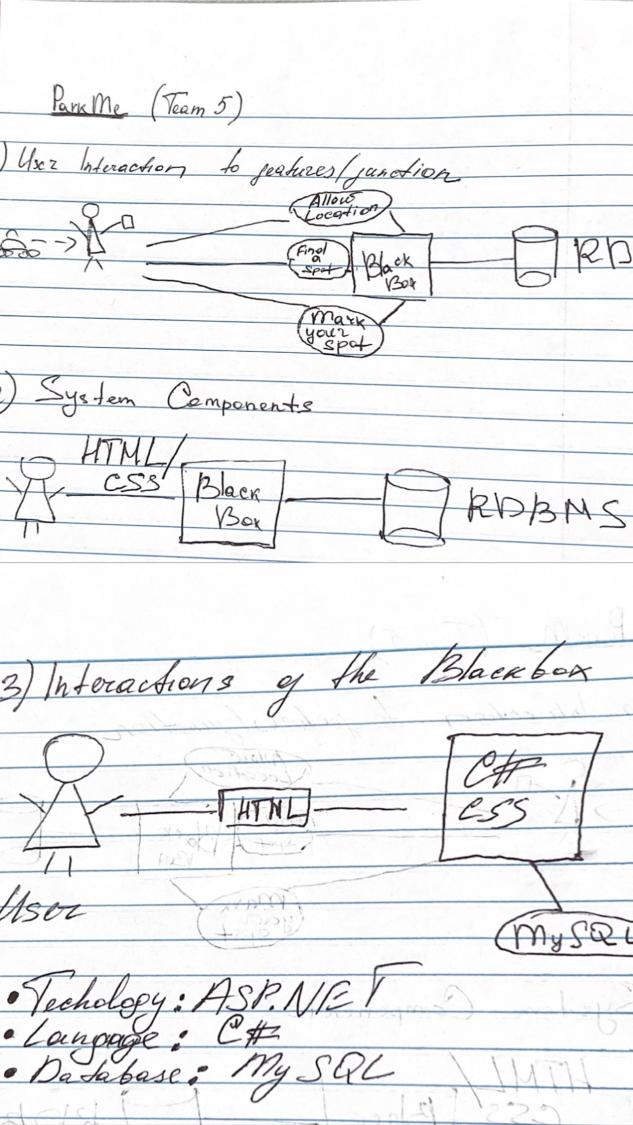 ParkMe (Team 5)
) User Interaction to features/function
Allow
Location
Find
a
spot
Black
Box
RD
Mark
your
spot
) System Components
HTML/
CSS
Black
Box
RDBMS
3) Interactions of the Blackbox
HTML
C#
CSS
User
MySQL
• Techology: ASP.NET
• Langage: C#
• Database: MySQL